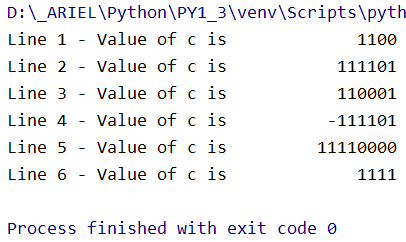 D:\_ARIEL\Python\PY1_3\venv\Scripts\pyth
Line 1 - Value of c is 1100
Line 2 - Value of c is 111101
Line 3 - Value of c is 110001
Line 4 - Value of c is -111101
Line 5 - Value of c is 11110000
Line 6 - Value of c is 1111
Process finished with exit code 0